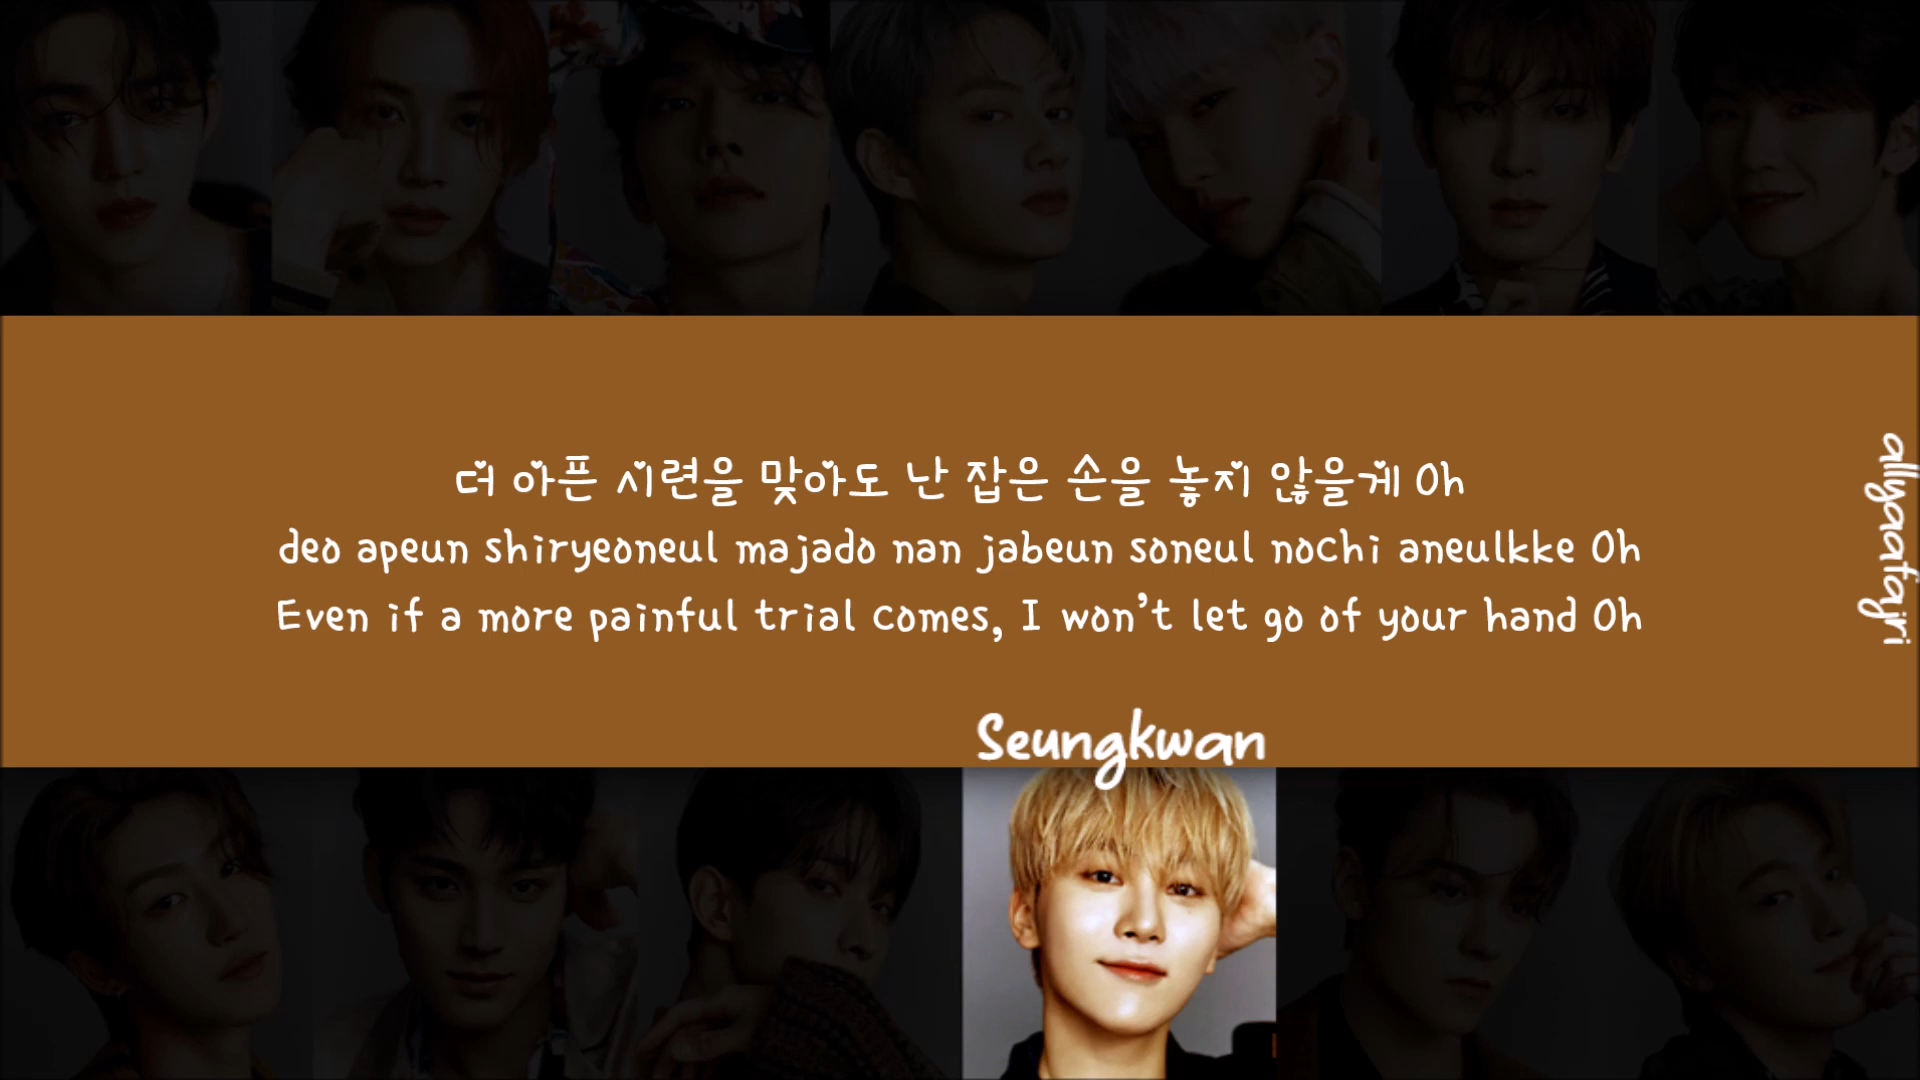 더 아픈 시련을 맞아도 난 잡은 손을 놓지 않을게 Oh
deo apeun shiryeoneul majado nan jabeun soneul nochi aneulkke Oh
Even if a more painful trial comes, I won't let go of your hand Oh
Seungkwan
allyaafajri